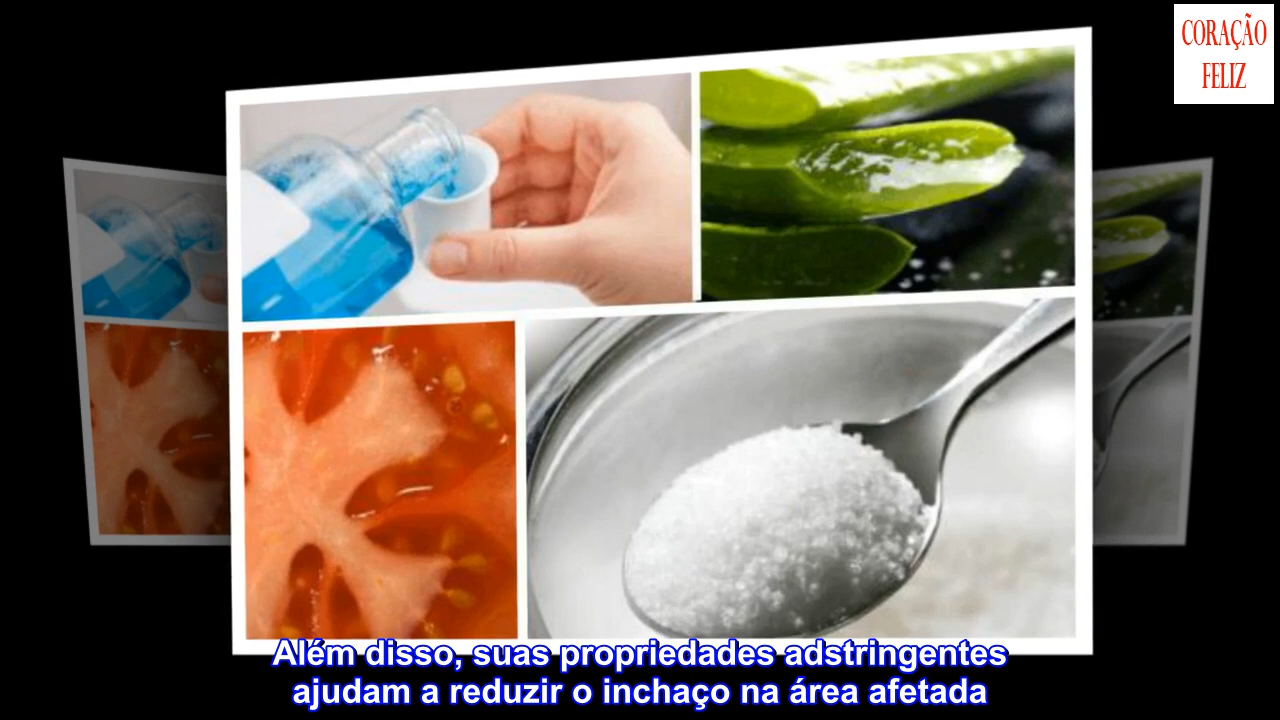 CORAÇÃO
FELIZ
Além disso, suas propriedades adstringentes
ajudam a reduzir o inchaço na área afetada